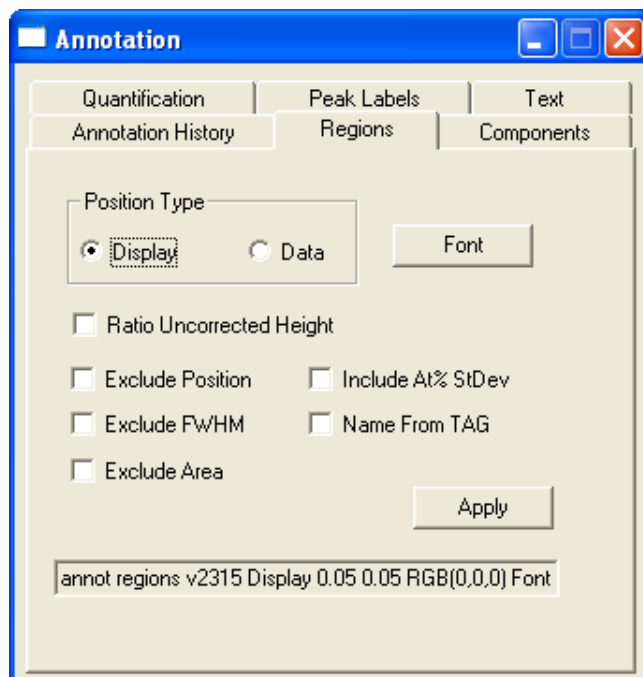 Annotation
Quantification Peak Labels Text
Annotation History Regions Components
Position Type
Display Data Font
Ratio Uncorrected Height
Exclude Position Include At% StDev
Exclude FWHM Name From TAG
Exclude Area
Apply
annot regions v2315 Display 0.05 0.05 RGB(0,0,0) Font